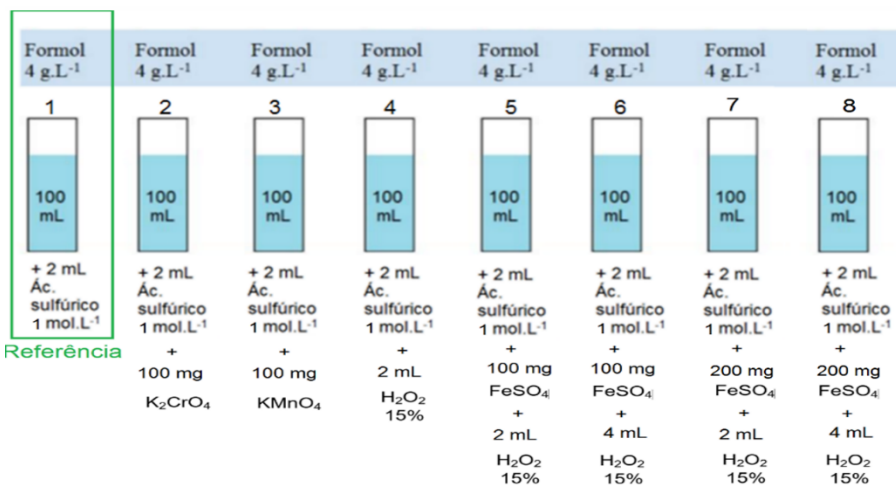 Formol Formol Formol Formol Formol Formol Formol Formol
4 g.L⁻¹ 4 g.L⁻¹ 4 g.L⁻¹ 4 g.L⁻¹ 4 g.L⁻¹ 4 g.L⁻¹ 4 g.L⁻¹ 4 g.L⁻¹
1 2 3 4 5 6 7 8
100 100 100 100 100 100 100 100
mL mL mL mL mL mL mL mL
+ 2 mL + 2 mL + 2 mL + 2 mL + 2 mL + 2 mL + 2 mL + 2 mL
Ác. Ác. Ác. Ác. Ác. Ác. Ác. Ác.
sulfúrico sulfúrico sulfúrico sulfúrico sulfúrico sulfúrico sulfúrico sulfúrico
1 mol.L⁻¹ 1 mol.L⁻¹ 1 mol.L⁻¹ 1 mol.L⁻¹ 1 mol.L⁻¹ 1 mol.L⁻¹ 1 mol.L⁻¹ 1 mol.L⁻¹
Referência + + + + + + +
100 mg 100 mg 2 mL 100 mg 100 mg 200 mg 200 mg
K₂CrO₄ KMnO₄ H₂O₂ FeSO₄ FeSO₄ FeSO₄ FeSO₄
15% + + + +
2 mL 4 mL 2 mL 4 mL
H₂O₂ H₂O₂ H₂O₂ H₂O₂
15% 15% 15% 15%